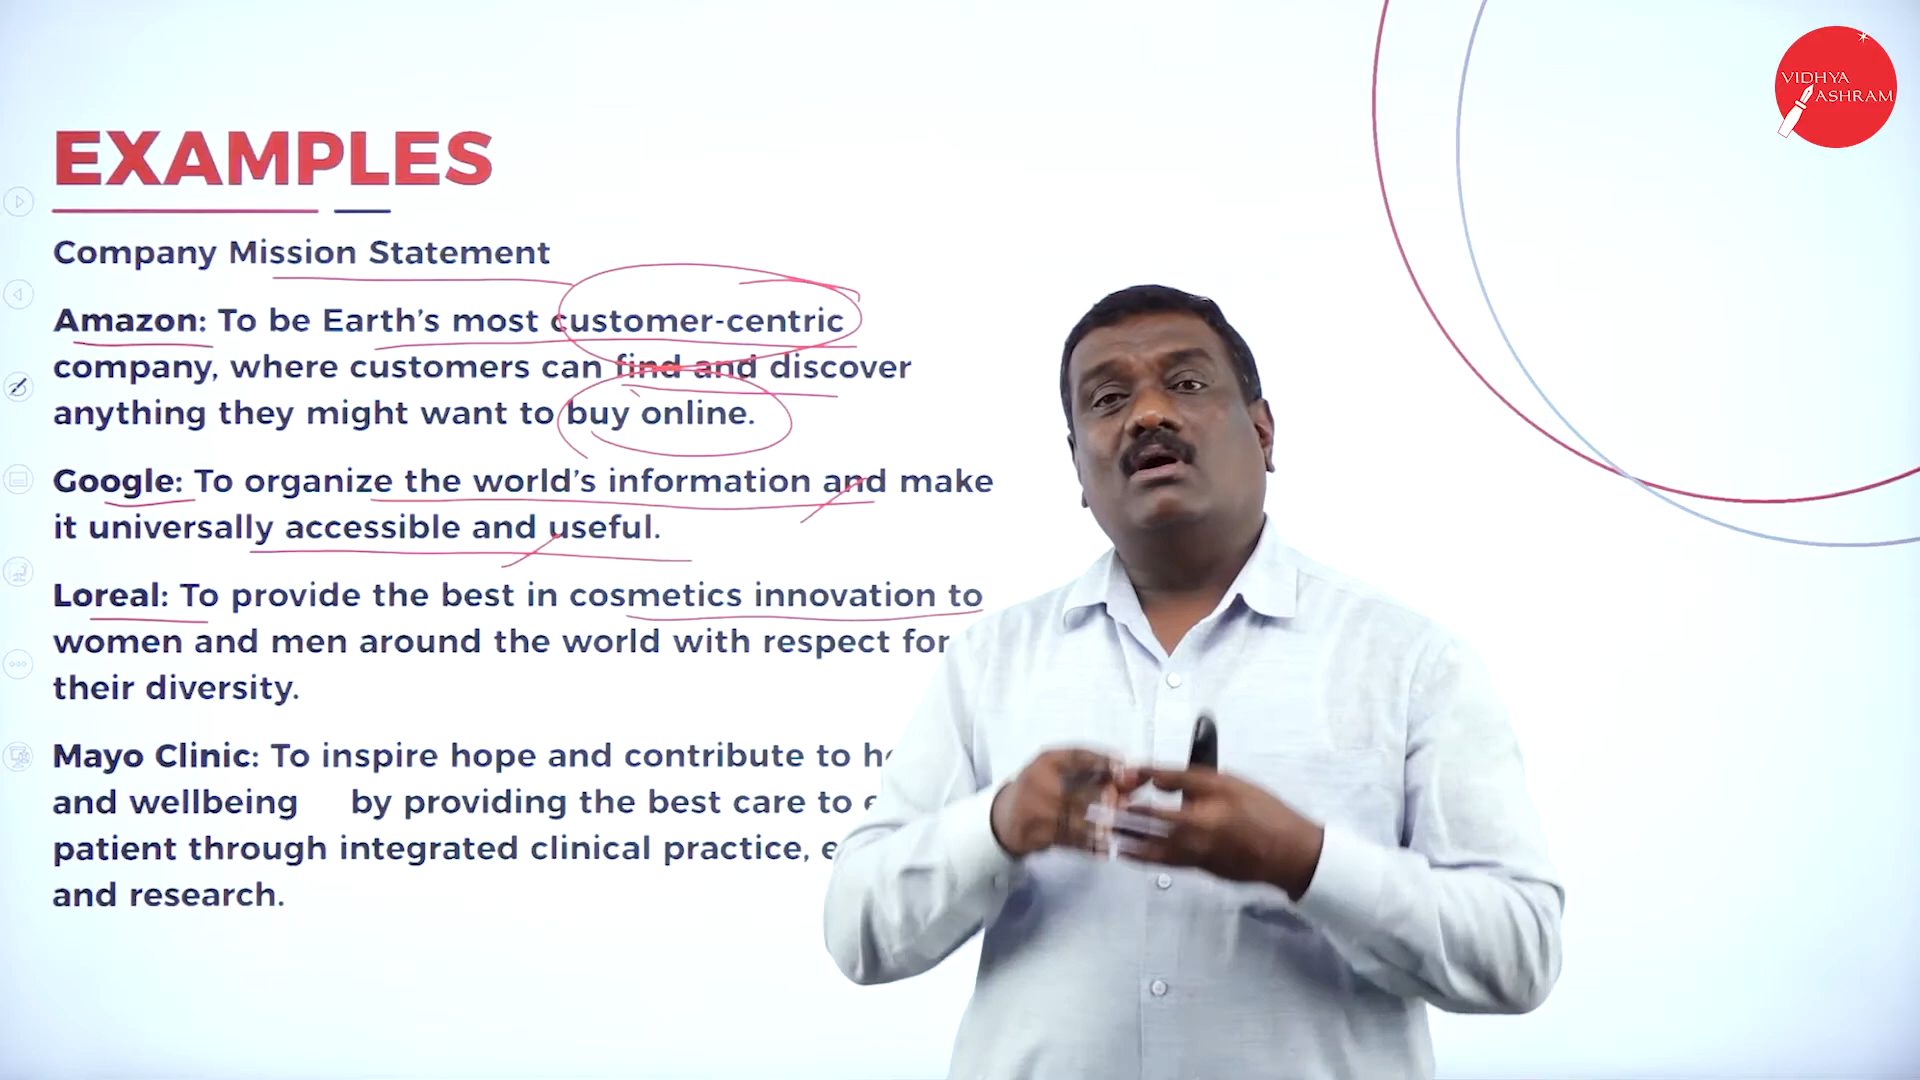 VIDHYA
ASHRAM
EXAMPLES
Company Mission Statement
Amazon: To be Earth's most customer-centric
company, where customers can find and discover
anything they might want to buy online.
Google: To organize the world's information and make
it universally accessible and useful.
Loreal: To provide the best in cosmetics innovation to
women and men around the world with respect for
their diversity.
Mayo Clinic: To inspire hope and contribute to
and wellbeing by providing the best care to
patient through integrated clinical practice,
and research.